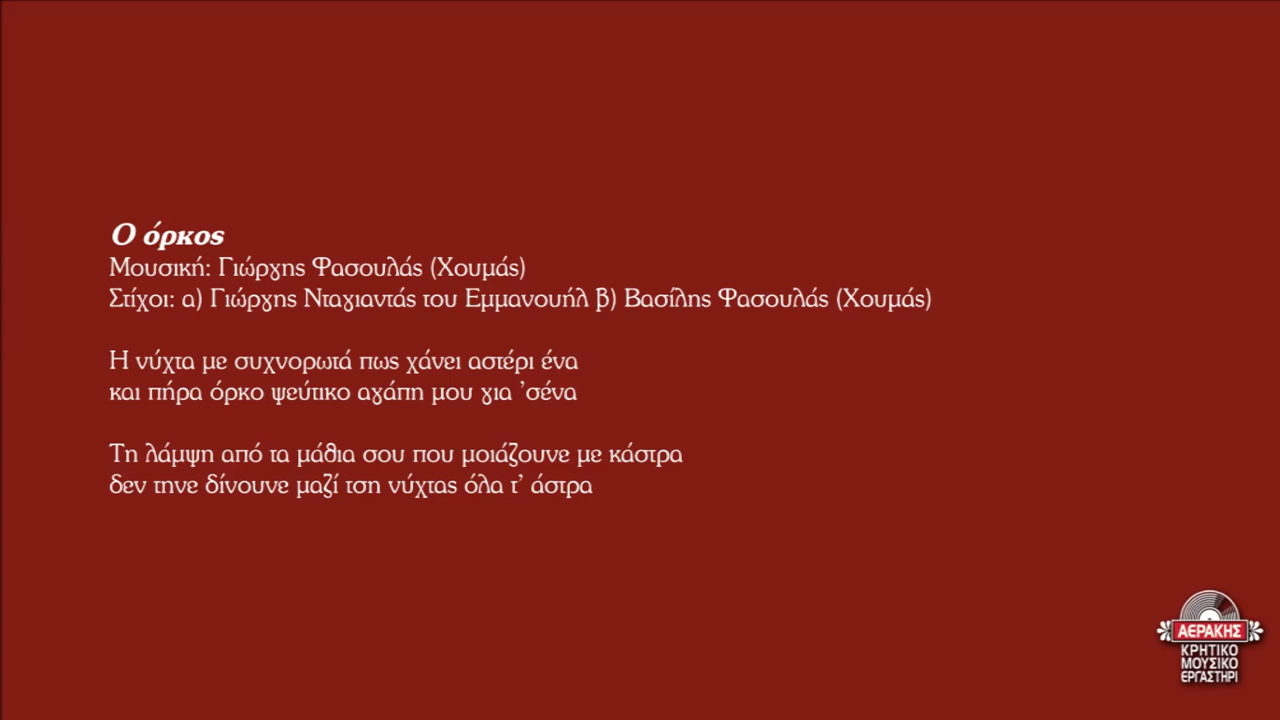 Ο όρκος
Μουσική: Γιώργης Φασουλάς (Χουμάς)
Στίχοι: α) Γιώργης Νταγιαντάς του Εμμανουήλ β) Βασίλης Φασουλάς (Χουμάς)
Η νύχτα με συχνορωτά πως χάνει αστέρι ένα
και πήρα όρκο ψεύτικο αγάπη μου για ’σένα
Τη λάμψη από τα μάθια σου που μοιάζουνε με κάστρα
δεν τηνε δίνουνε μαζί τση νύχτας όλα τ’ άστρα
ΑΕΡΑΚΗΣ
ΚΡΗΤΙΚΟ
ΜΟΥΣΙΚΟ
ΕΡΓΑΣΤΗΡΙ